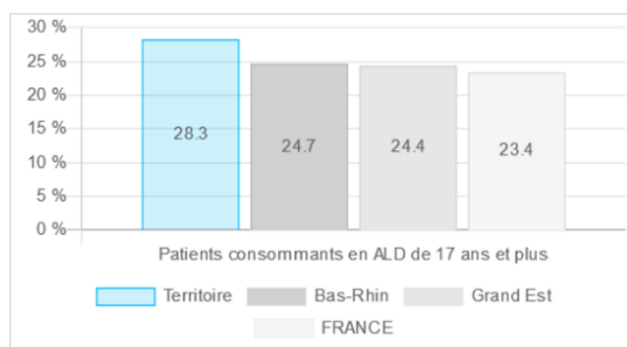 30 %
25 %
20 %
15 %
10 %
5 %
0 %
28.3
24.7
24.4
23.4
Patients consommants en ALD de 17 ans et plus
Territoire
Bas-Rhin
Grand Est
FRANCE